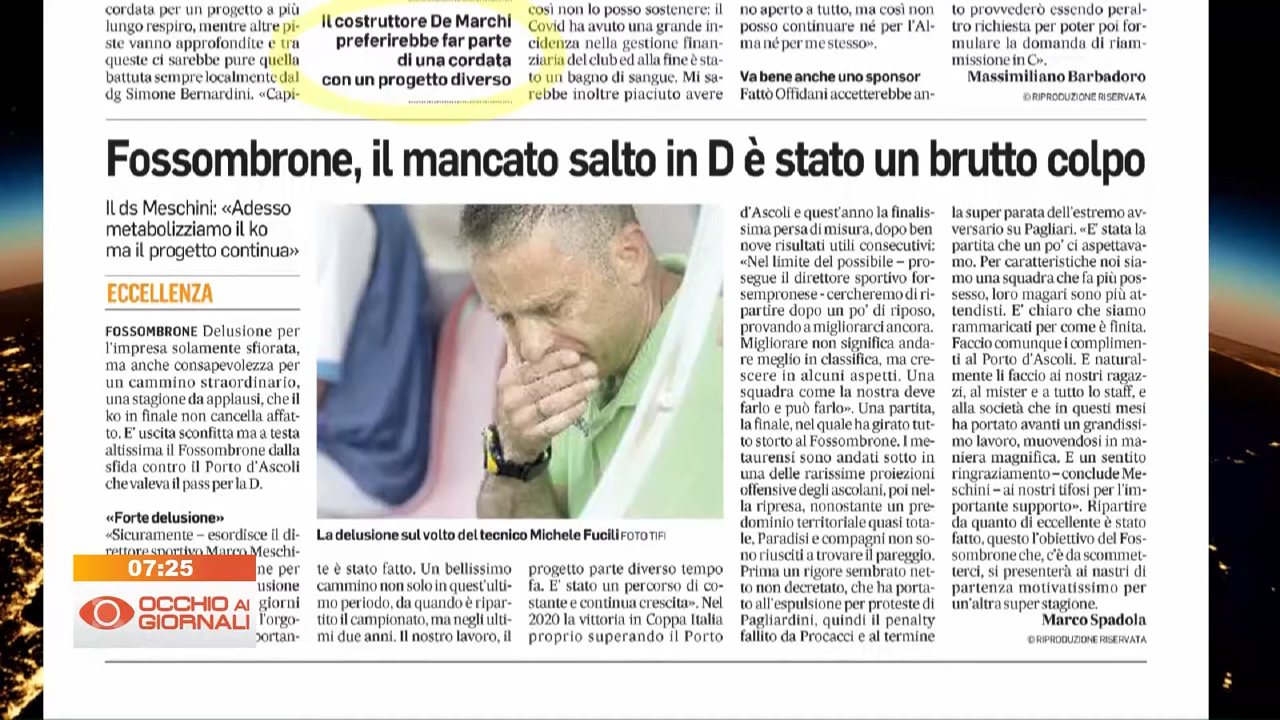 cordata per un progetto a più
lungo respiro, mentre altre pi-
ste vanno approfondite e tra
queste ci sarebbe pure quella
battuta sempre localmente dal
dg Simone Bernardini. «Capi-
Il costruttore De Marchi
preferirebbe far parte
di una cordata
con un progetto diverso
così non lo posso sostenere: il
Covid ha avuto una grande in-
cidenza nella gestione finan-
ziaria del club ed alla fine è sta-
to un bagno di sangue. Mi sa-
rebbe inoltre piaciuto avere
no aperto a tutto, ma così non
posso continuare né per l'Al-
ma né per me stesso».
Va bene anche uno sponsor
Fattò Offidani accetterebbe an-
to provvederò essendo peral-
tro richiesta per poter poi for-
mulare la domanda di riam-
missione in C».
Massimiliano Barbadoro
© RIPRODUZIONE RISERVATA
Fossombrone, il mancato salto in D è stato un brutto colpo
Il ds Meschini: «Adesso
metabolizziamo il ko
ma il progetto continua»
ECCELLENZA
FOSSOMBRONE Delusione per
l'impresa solamente sfiorata,
ma anche consapevolezza per
un cammino straordinario,
una stagione da applausi, che il
ko in finale non cancella affat-
to. E' uscita sconfitta ma a testa
altissima il Fossombrone dalla
sfida contro il Porto d'Ascoli
che valeva il pass per la D.
«Forte delusione»
«Sicuramente – esordisce il di-
rettore sportivo Marco Meschi-
ne per
usione
giorni
l'orgo-
portan-
La delusione sul volto del tecnico Michele Fucili FOTO TIFI
te è stato fatto. Un bellissimo
cammino non solo in quest'ulti-
mo periodo, da quando è ripar-
tito il campionato, ma negli ulti-
mi due anni. Il nostro lavoro, il
progetto parte diverso tempo
fa. E' stato un percorso di co-
stante e continua crescita». Nel
2020 la vittoria in Coppa Italia
proprio superando il Porto
d'Ascoli e quest'anno la finalis-
sima persa di misura, dopo ben
nove risultati utili consecutivi:
«Nel limite del possibile – pro-
segue il direttore sportivo for-
sempronese - cercheremo di ri-
partire dopo un po' di riposo,
provando a migliorarci ancora.
Migliorare non significa anda-
re meglio in classifica, ma cre-
scere in alcuni aspetti. Una
squadra come la nostra deve
farlo e può farlo». Una partita,
la finale, nel quale ha girato tut-
to storto al Fossombrone. I me-
taurensi sono andati sotto in
una delle rarissime proiezioni
offensive degli ascolani, poi nel-
la ripresa, nonostante un pre-
dominio territoriale quasi tota-
le, Paradisi e compagni non so-
no riusciti a trovare il pareggio.
Prima un rigore sembrato net-
to non decretato, che ha porta-
to all'espulsione per proteste di
Pagliardini, quindi il penalty
fallito da Procacci e al termine
la super parata dell'estremo av-
versario su Pagliari. «E' stata la
partita che un po' ci aspettava-
mo. Per caratteristiche noi sia-
mo una squadra che fa più pos-
sesso, loro magari sono più at-
tendisti. E' chiaro che siamo
rammaricati per come è finita.
Faccio comunque i complimen-
ti al Porto d'Ascoli. E natural-
mente li faccio ai nostri ragaz-
zi, al mister e a tutto lo staff, e
alla società che in questi mesi
ha portato avanti un grandissi-
mo lavoro, muovendosi in ma-
niera magnifica. E un sentito
ringraziamento – conclude Me-
schini – ai nostri tifosi per l'im-
portante supporto». Ripartire
da quanto di eccellente è stato
fatto, questo l'obiettivo del Fos-
sombrone che, c'è da scommet-
terci, si presenterà ai nastri di
partenza motivatissimo per
un'altra super stagione.
Marco Spadola
© RIPRODUZIONE RISERVATA
07:25
OCCHIO AI
GIORNALI